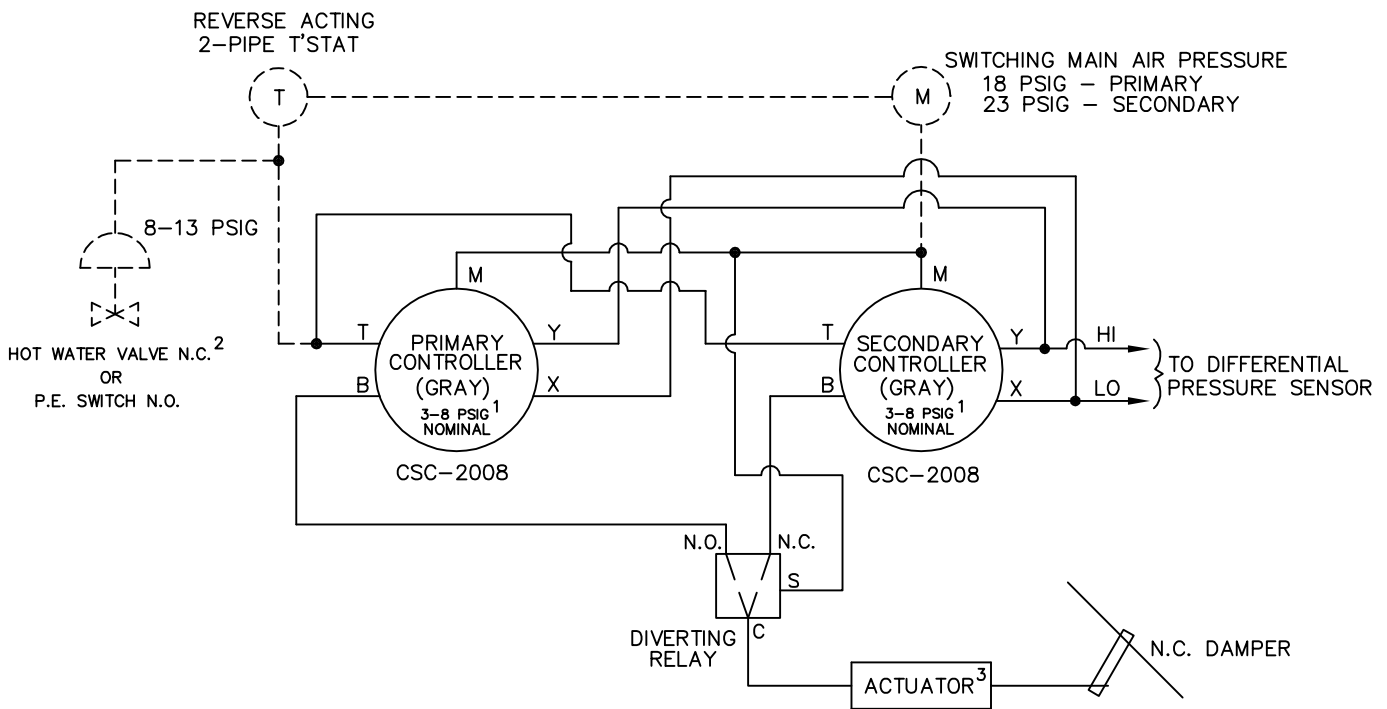 REVERSE ACTING
2-PIPE T'STAT
T
M
SWITCHING MAIN AIR PRESSURE
18 PSIG - PRIMARY
23 PSIG - SECONDARY
8-13 PSIG
HOT WATER VALVE N.C.2
OR
P.E. SWITCH N.O.
M
T
Y
B
X
PRIMARY
CONTROLLER
(GRAY)
3-8 PSIG1
NOMINAL
CSC-2008
M
T
Y
B
X
SECONDARY
CONTROLLER
(GRAY)
3-8 PSIG1
NOMINAL
CSC-2008
HI
LO
TO DIFFERENTIAL
PRESSURE SENSOR
N.O.
N.C.
S
C
DIVERTING
RELAY
ACTUATOR3
N.C. DAMPER